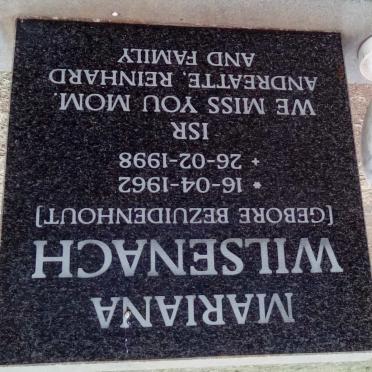 MARIANA
WILSENACH
[GEBORE BEZUIDENHOUT]
* 16-04-1962
+ 26-02-1998
ISR
WE MISS YOU MOM,
ANDREATTE, REINHARD
AND FAMILY